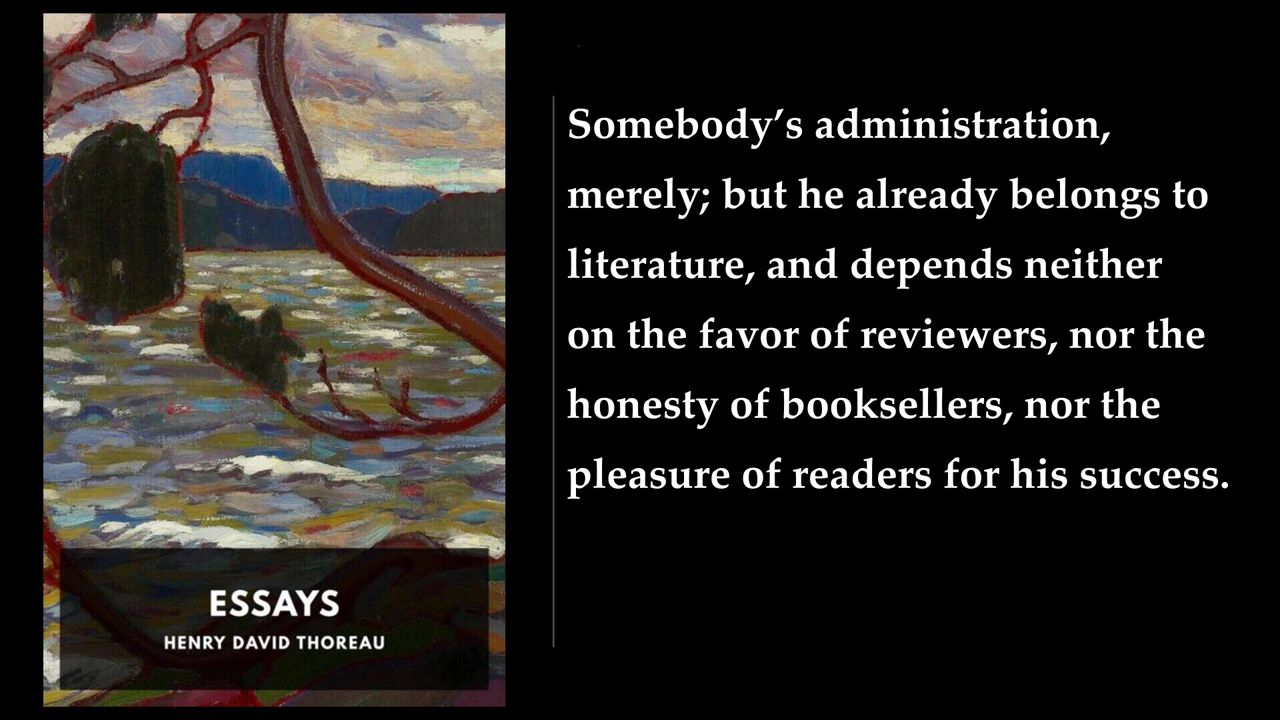 Somebody’s administration,
merely; but he already belongs to
literature, and depends neither
on the favor of reviewers, nor the
honesty of booksellers, nor the
pleasure of readers for his success.
ESSAYS
HENRY DAVID THOREAU